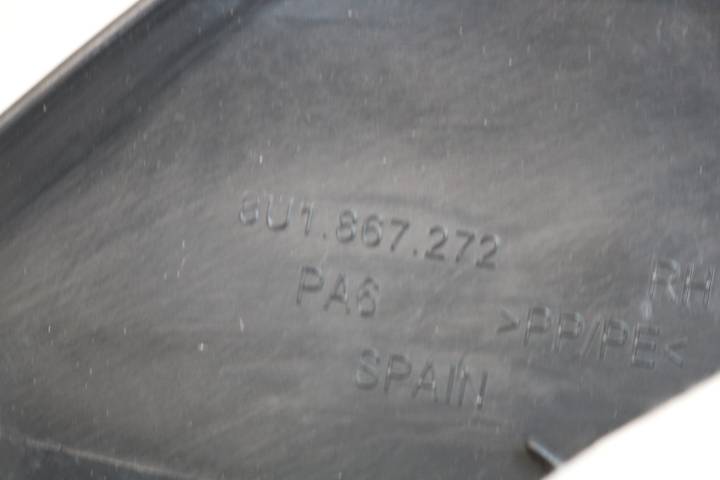 8U1.867.272
RH
PA6
>PP/PE<
SPAIN